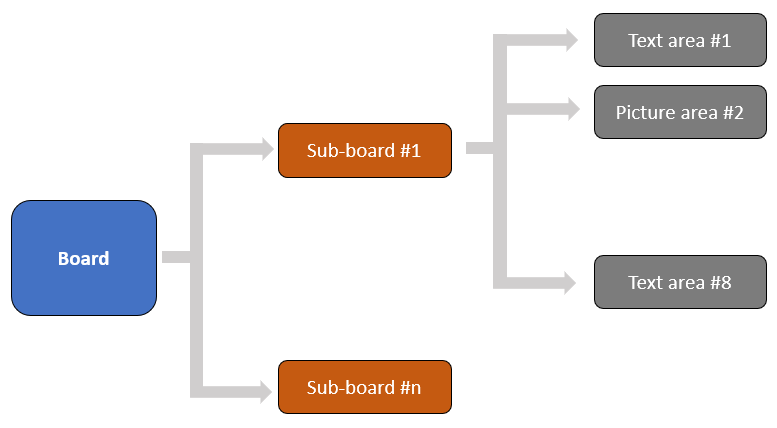 Board
Sub-board #1
Sub-board #n
Text area #1
Picture area #2
Text area #8